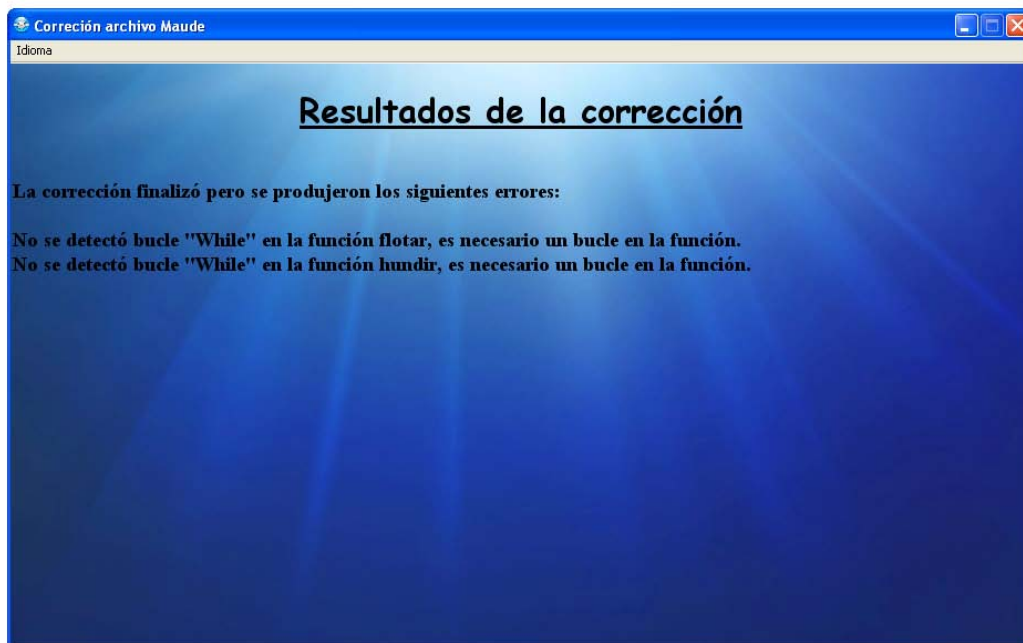 Correción archivo Maude
Idioma
Resultados de la corrección
La corrección finalizó pero se produjeron los siguientes errores:
No se detectó bucle "While" en la función flotar, es necesario un bucle en la función.
No se detectó bucle "While" en la función hundir, es necesario un bucle en la función.